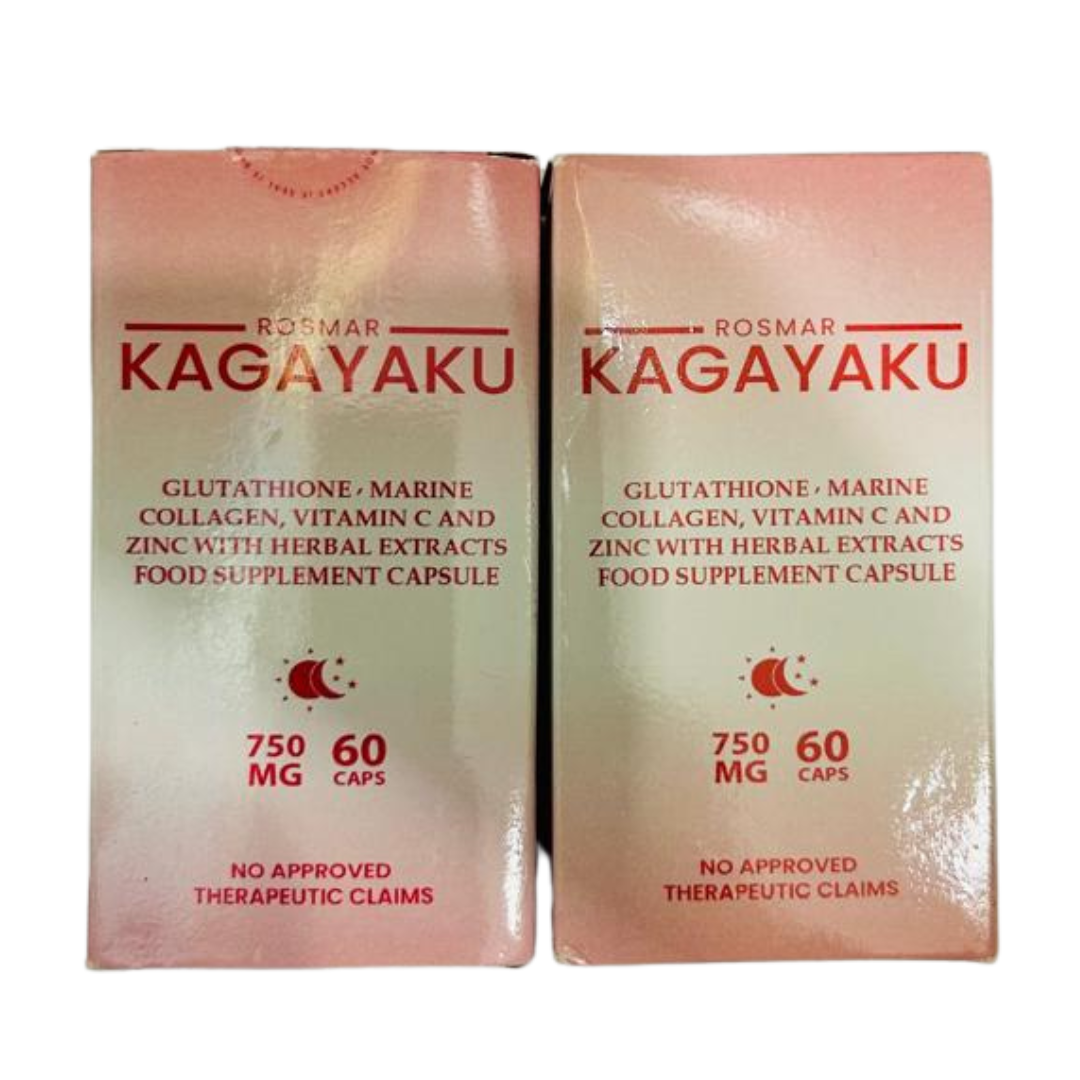 ROSMAR
KAGAYAKU
GLUTATHIONE, MARINE
COLLAGEN, VITAMIN C AND
ZINC WITH HERBAL EXTRACTS
FOOD SUPPLEMENT CAPSULE
750 60
MG CAPS
NO APPROVED
THERAPEUTIC CLAIMS
ROSMAR
KAGAYAKU
GLUTATHIONE, MARINE
COLLAGEN, VITAMIN C AND
ZINC WITH HERBAL EXTRACTS
FOOD SUPPLEMENT CAPSULE
750 60
MG CAPS
NO APPROVED
THERAPEUTIC CLAIMS